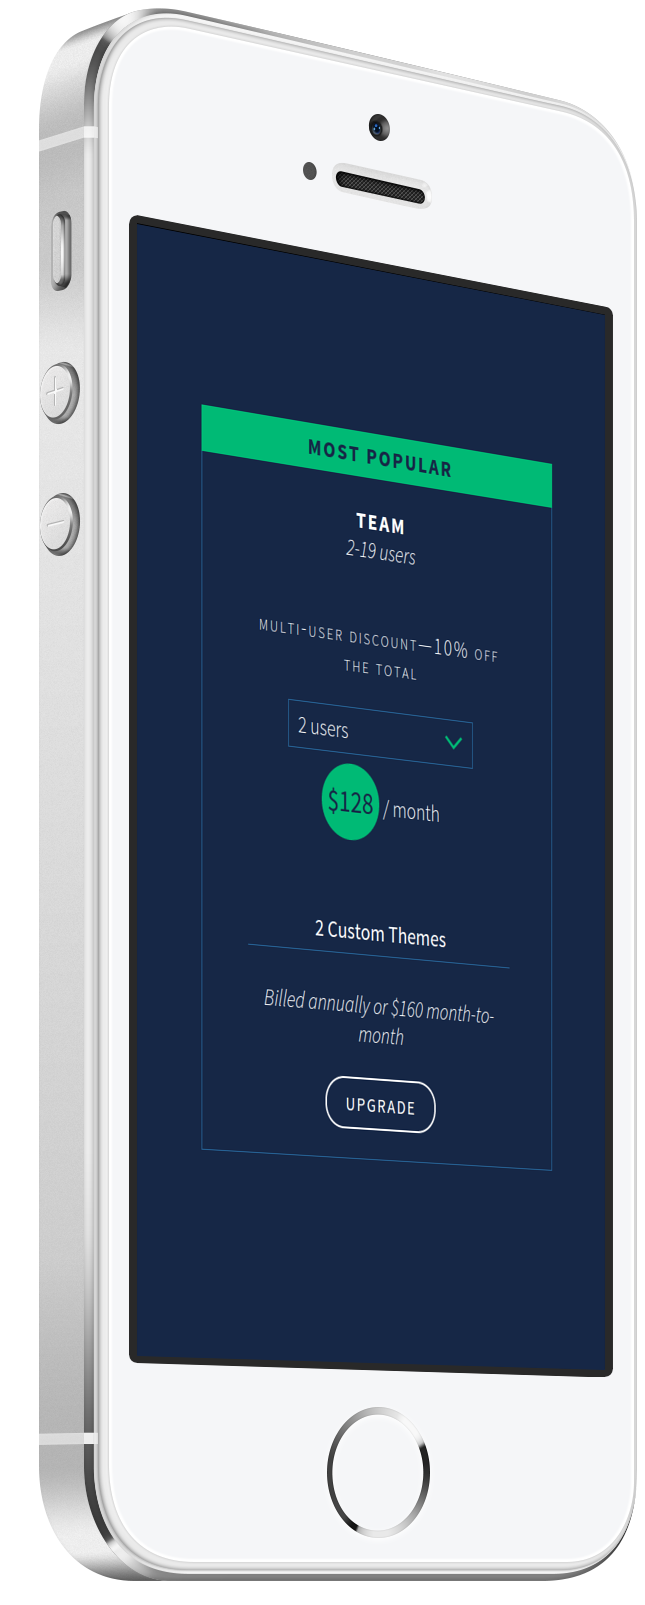 MOST POPULAR
TEAM
2-19 users
MULTI-USER DISCOUNT—10% OFF
THE TOTAL
2 users
$128 / month
2 Custom Themes
Billed annually or $160 month-to-
month
UPGRADE